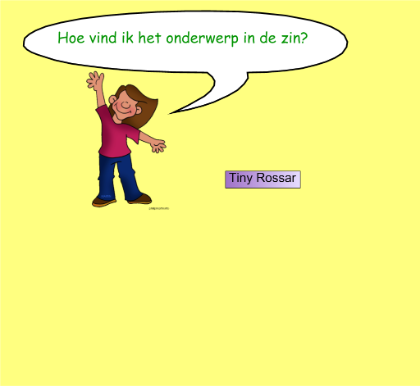 Hoe vind ik het onderwerp in de zin?
Tiny Rossar